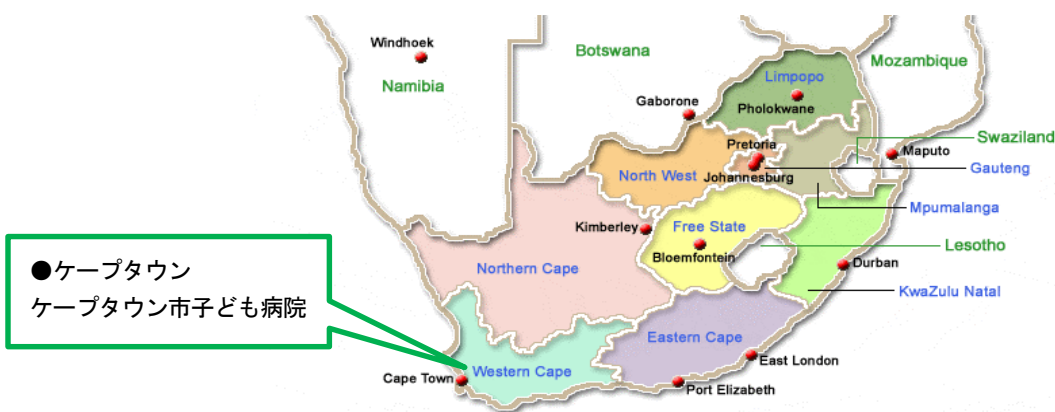 Windhoek
Namibia
Botswana
Mozambique
Limpopo
Pholokwane
Gaborone
Swaziland
Pretoria
Maputo
Gauteng
North West
Johannesburg
Mpumalanga
Kimberley
Free State
Bloemfontein
Lesotho
Durban
Northern Cape
KwaZulu Natal
●ケープタウン
ケープタウン市子ども病院
Eastern Cape
East London
Western Cape
Cape Town
Port Elizabeth